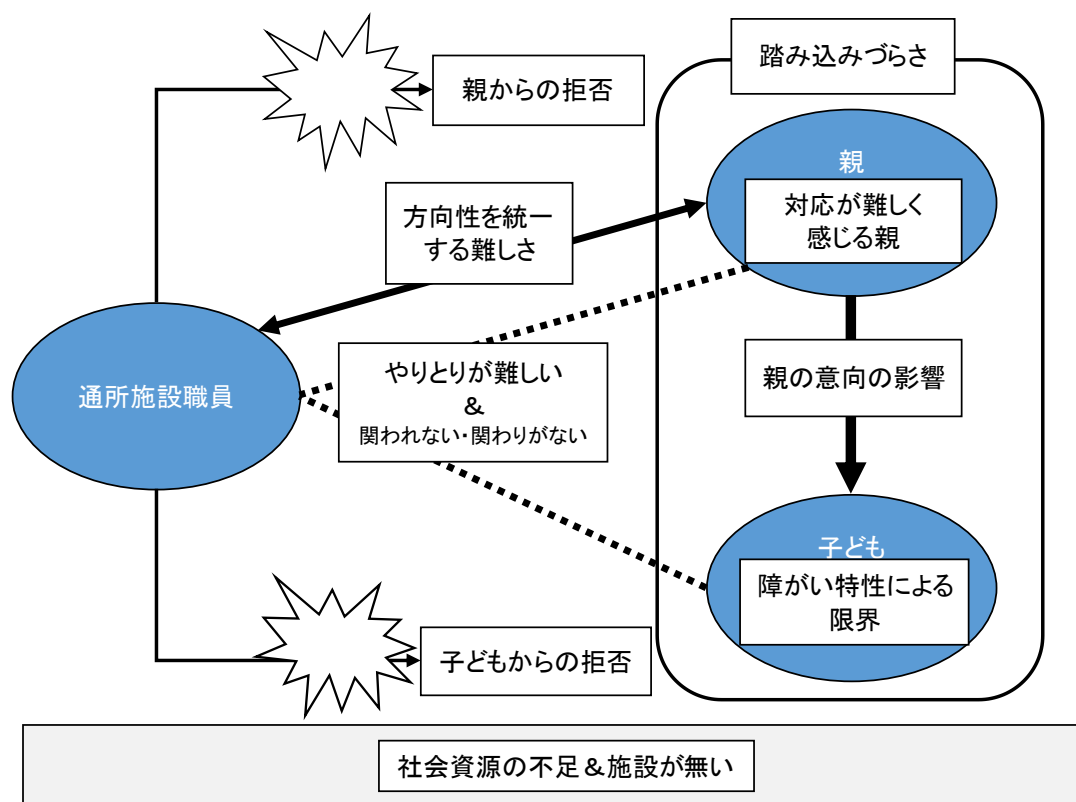 踏み込みづらさ
親からの拒否
親
対応が難しく
感じる親
方向性を統一
する難しさ
通所施設職員
やりとりが難しい
&
関われない・関わりがない
親の意向の影響
子ども
障がい特性による
限界
子どもからの拒否
社会資源の不足&施設が無い